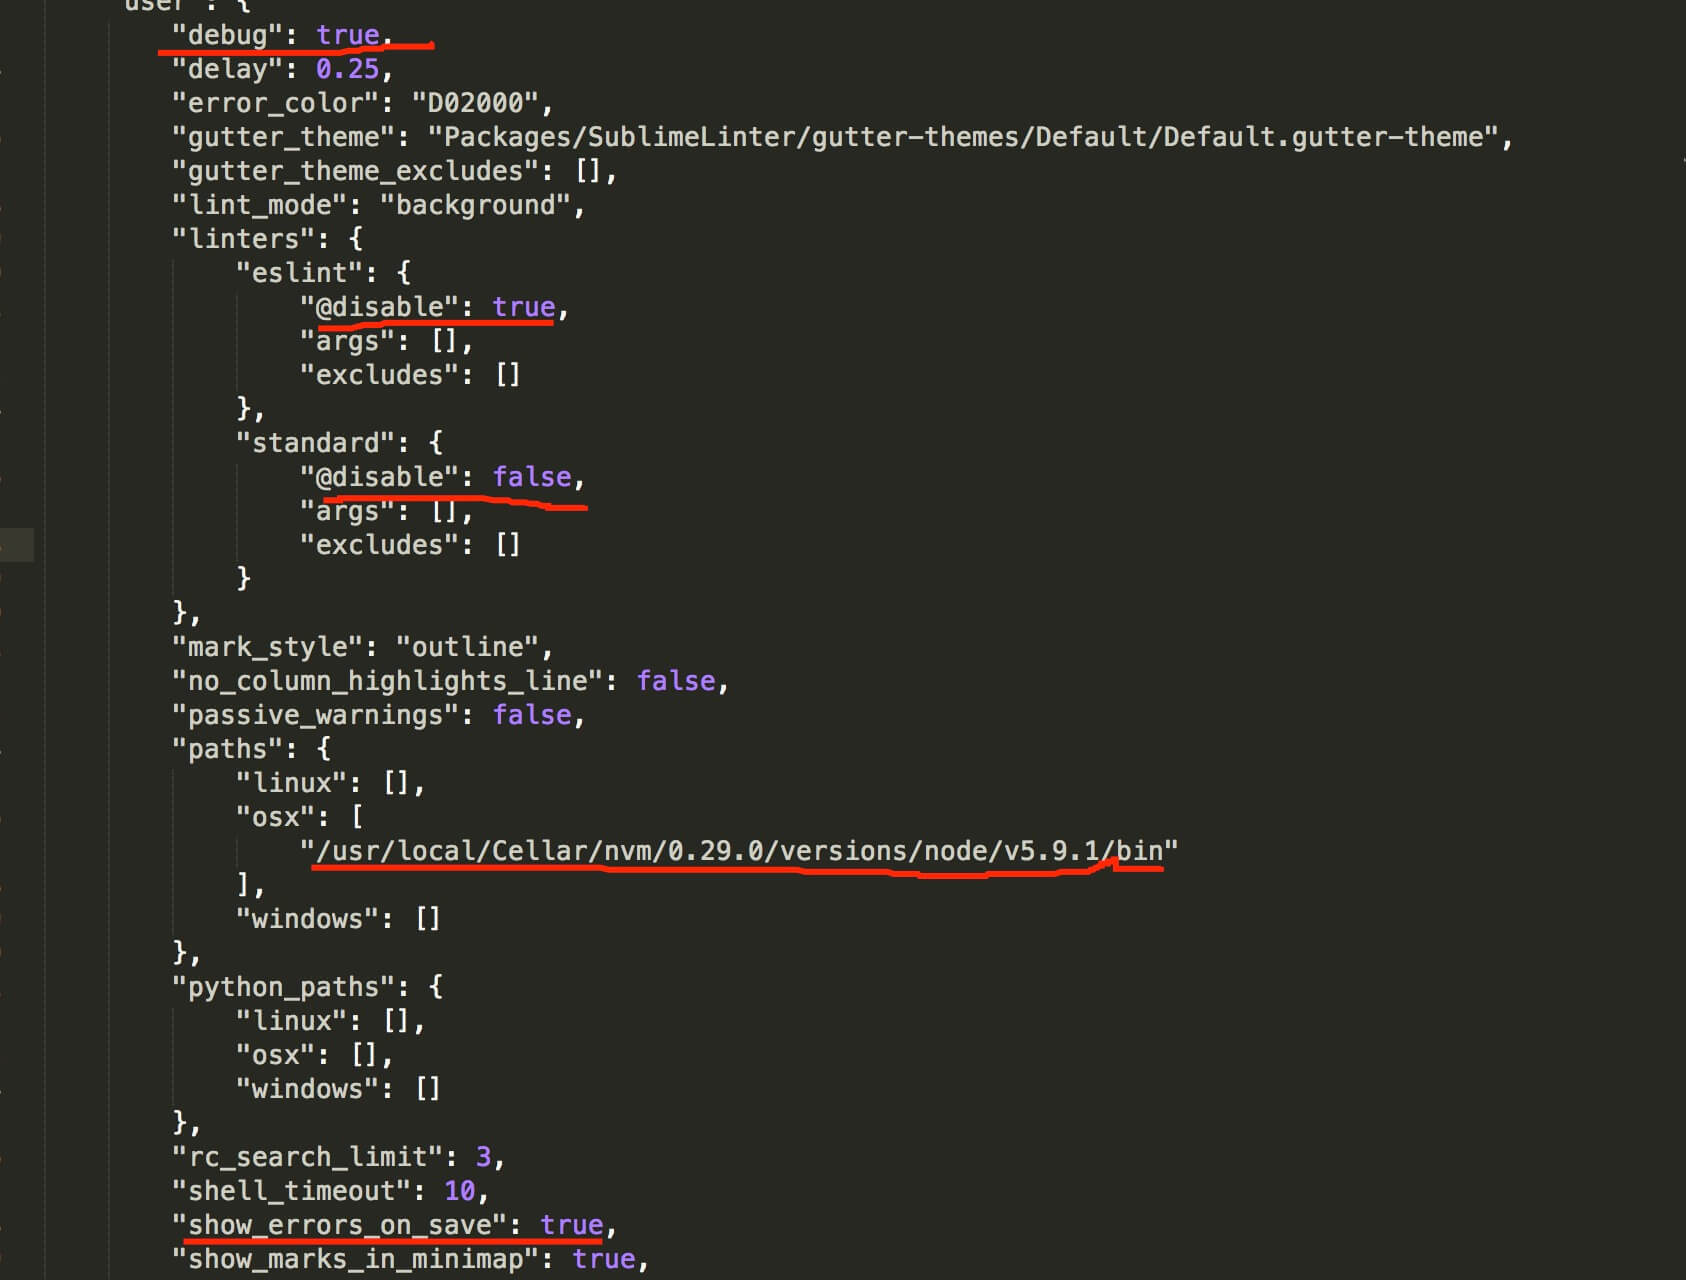 user": {
"debug": true,
"delay": 0.25,
"error_color": "D02000",
"gutter_theme": "Packages/SublimeLinter/gutter-themes/Default/Default.gutter-theme",
"gutter_theme_excludes": [],
"lint_mode": "background",
"linters": {
"eslint": {
"@disable": true,
"args": [],
"excludes": []
},
"standard": {
"@disable": false,
"args": [],
"excludes": []
}
},
"mark_style": "outline",
"no_column_highlights_line": false,
"passive_warnings": false,
"paths": {
"linux": [],
"osx": [
"/usr/local/Cellar/nvm/0.29.0/versions/node/v5.9.1/bin"
],
"windows": []
},
"python_paths": {
"linux": [],
"osx": [],
"windows": []
},
"rc_search_limit": 3,
"shell_timeout": 10,
"show_errors_on_save": true,
"show_marks_in_minimap": true,